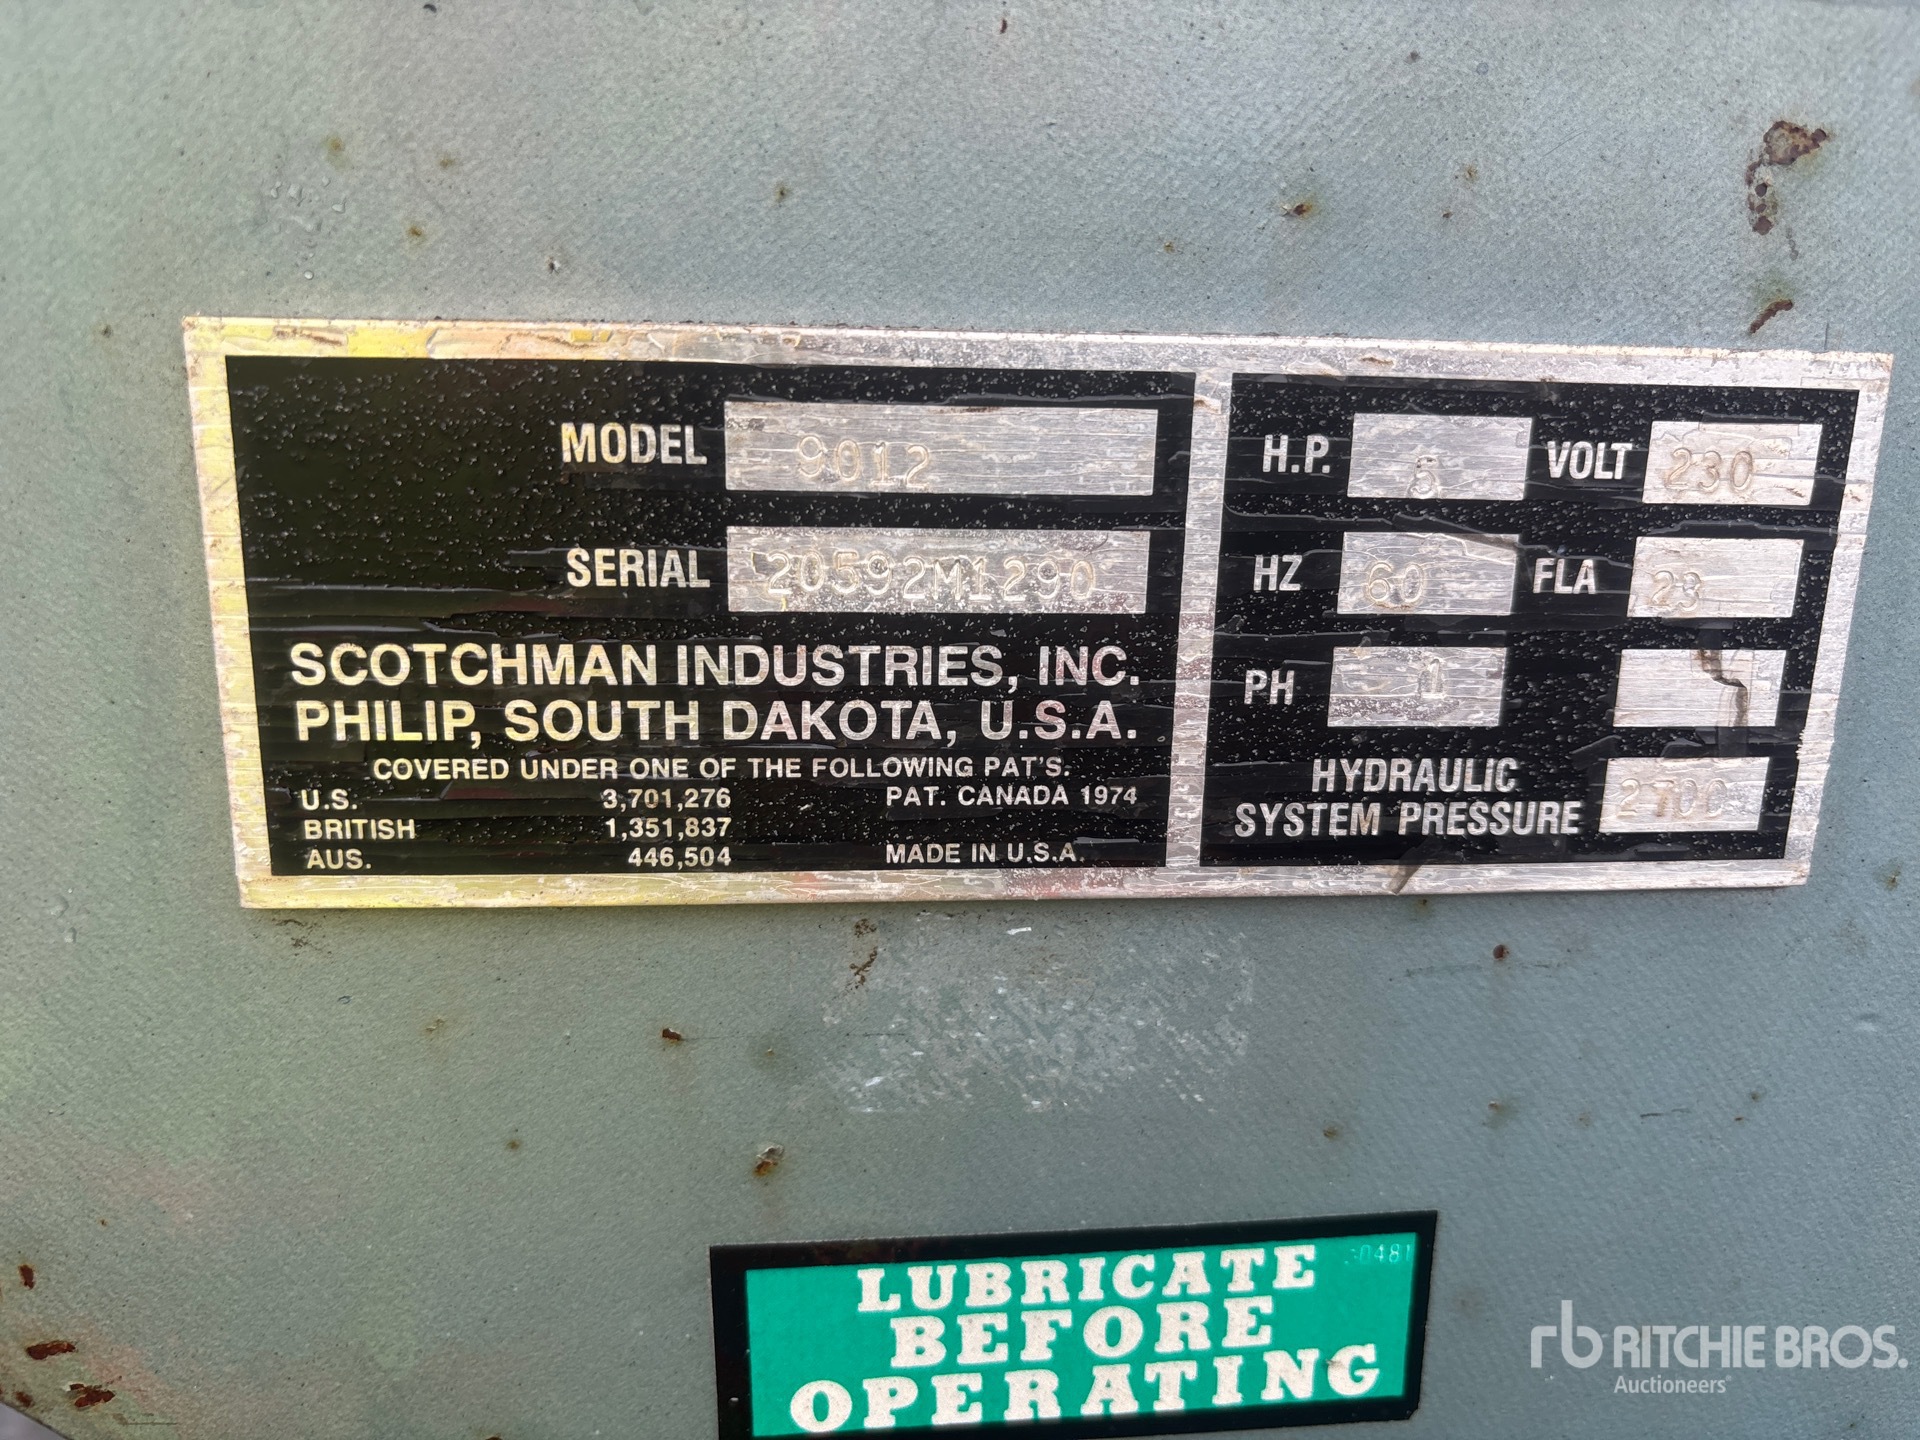 MODEL 9012
SERIAL 20592M1290
SCOTCHMAN INDUSTRIES, INC.
PHILIP, SOUTH DAKOTA, U.S.A.
COVERED UNDER ONE OF THE FOLLOWING PAT'S.
U.S. 3,701,276 PAT. CANADA 1974
BRITISH 1,351,837
AUS. 446,504 MADE IN U.S.A.
H.P. 5 VOLT 230
HZ 60 FLA 23
PH 1
HYDRAULIC
SYSTEM PRESSURE 2700
LUBRICATE
BEFORE
OPERATING
rb RITCHIE BROS.
Auctioneers